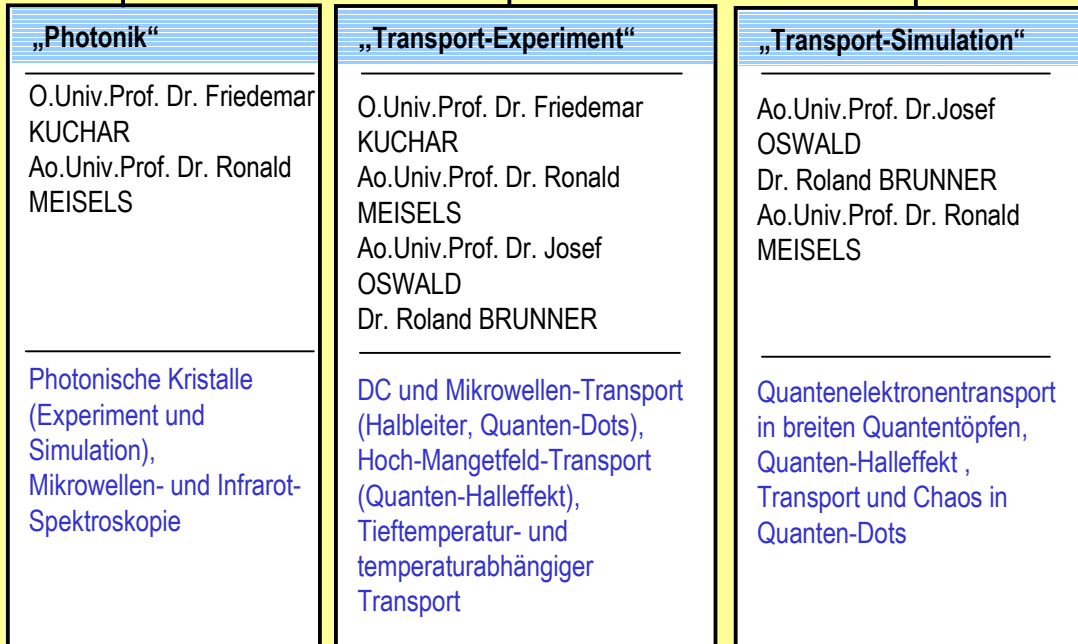 „Photonik“
O.Univ.Prof. Dr. Friedemar
KUCHAR
Ao.Univ.Prof. Dr. Ronald
MEISELS
Photonische Kristalle
(Experiment und
Simulation),
Mikrowellen- und Infrarot-
Spektroskopie
„Transport-Experiment“
O.Univ.Prof. Dr. Friedemar
KUCHAR
Ao.Univ.Prof. Dr. Ronald
MEISELS
Ao.Univ.Prof. Dr. Josef
OSWALD
Dr. Roland BRUNNER
DC und Mikrowellen-Transport
(Halbleiter, Quanten-Dots),
Hoch-Mangetfeld-Transport
(Quanten-Halleffekt),
Tieftemperatur- und
temperaturabhängiger
Transport
„Transport-Simulation“
Ao.Univ.Prof. Dr.Josef
OSWALD
Dr. Roland BRUNNER
Ao.Univ.Prof. Dr. Ronald
MEISELS
Quantenelektronentransport
in breiten Quantentöpfen,
Quanten-Halleffekt ,
Transport und Chaos in
Quanten-Dots